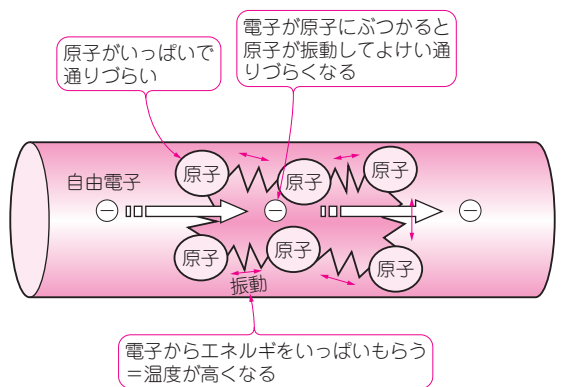 原子がいっぱいで
通りづらい
電子が原子にぶつかると
原子が振動してよけい通
りづらくなる
自由電子
原子
原子
原子
⊖
⊖
⊖
原子
原子
原子
振動
電子からエネルギをいっぱいもらう
＝温度が高くなる